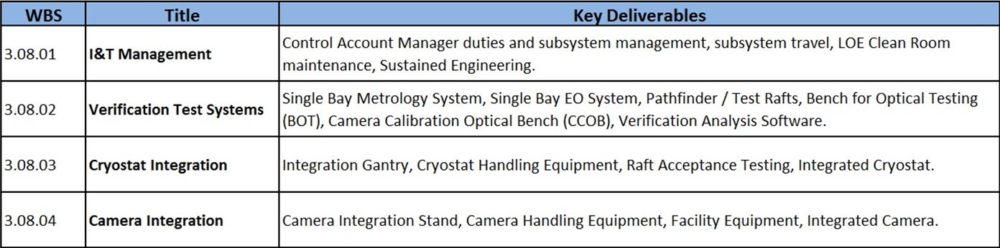 WBS Title Key Deliverables
3.08.01 I&T Management Control Account Manager duties and subsystem management, subsystem travel, LOE Clean Room
maintenance, Sustained Engineering.
3.08.02 Verification Test Systems Single Bay Metrology System, Single Bay EO System, Pathfinder / Test Rafts, Bench for Optical Testing
(BOT), Camera Calibration Optical Bench (CCOB), Verification Analysis Software.
3.08.03 Cryostat Integration Integration Gantry, Cryostat Handling Equipment, Raft Acceptance Testing, Integrated Cryostat.
3.08.04 Camera Integration Camera Integration Stand, Camera Handling Equipment, Facility Equipment, Integrated Camera.